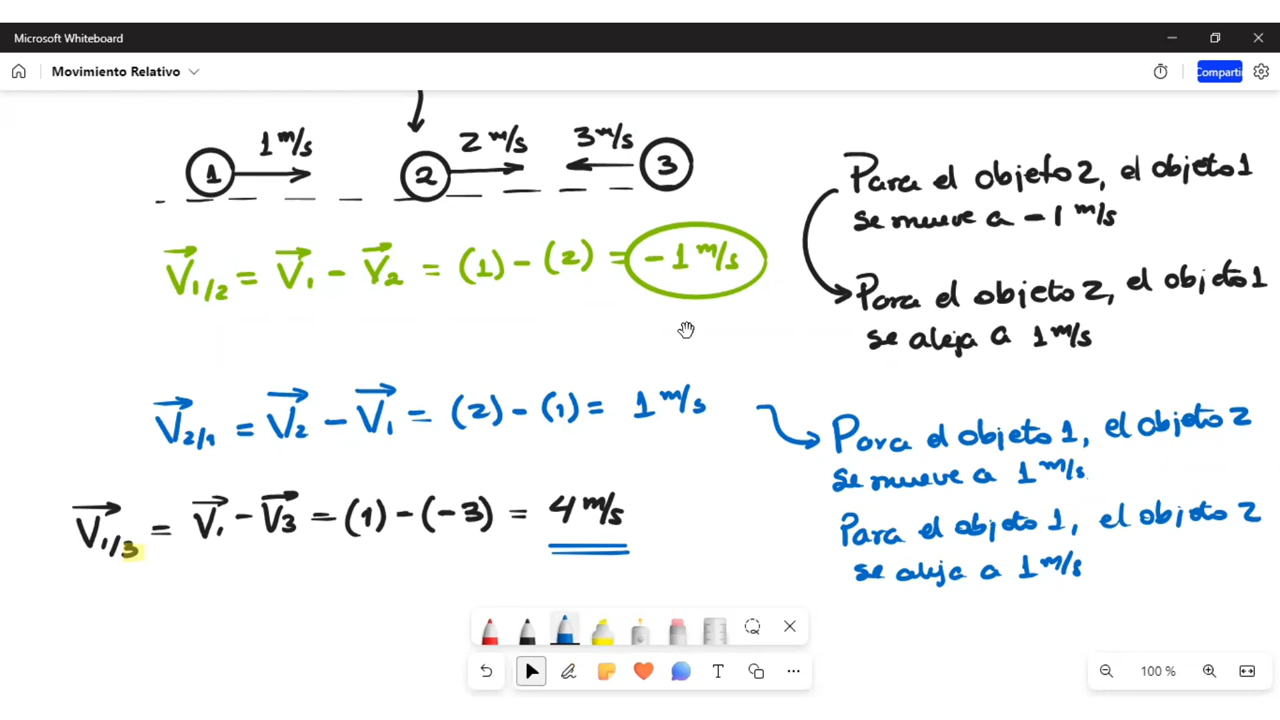 Microsoft Whiteboard
Movimiento Relativo
Comparti
1 m/s 2 m/s 3 m/s
1 2 3
V1/2 = V1 - V2 = (1) - (2) = -1 m/s
Para el objeto 2, el objeto 1
se mueve a -1 m/s
Para el objeto 2, el objeto 1
se aleja a 1 m/s
V2/1 = V2 - V1 = (2) - (1) = 1 m/s
Para el objeto 1, el objeto 2
se mueve a 1 m/s
Para el objeto 1, el objeto 2
se aleja a 1 m/s
V1/3 = V1 - V3 = (1) - (-3) = 4 m/s
T
100 %